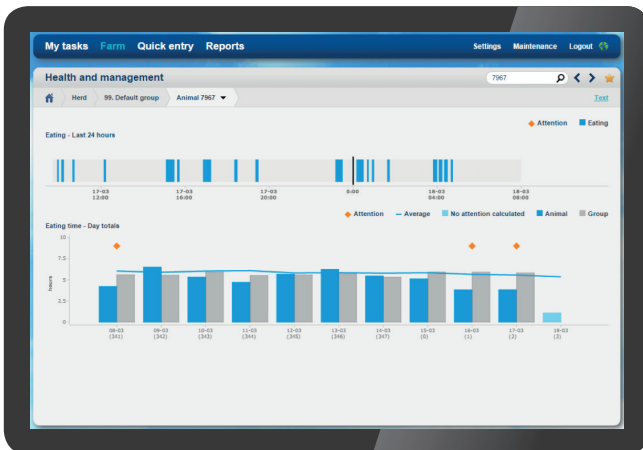 My tasks Farm Quick entry Reports Settings Maintenance Logout
Health and management 7967
Herd 99. Default group Animal 7967 Text
Attention Eating
Eating - Last 24 hours
17-03 17-03 17-03 0:00 18-03 18-03
12:00 16:00 20:00 04:00 08:00
Attention Average No attention calculated Animal Group
Eating time - Day totals
10
7.5
5
2.5
0
hours
08-03 09-03 10-03 11-03 12-03 13-03 14-03 15-03 16-03 17-03 18-03
(341) (342) (343) (344) (345) (346) (347) (0) (1) (2) (3)